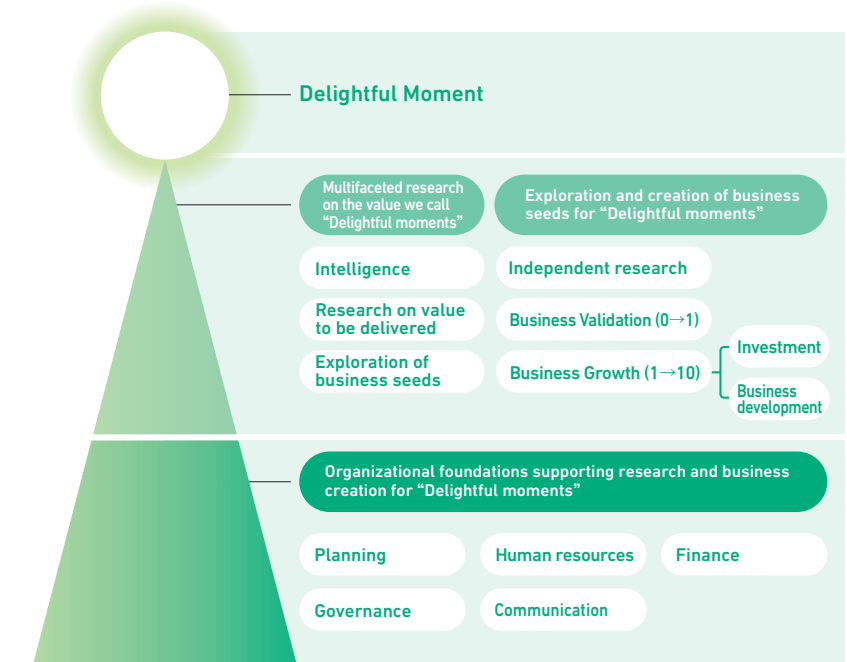 Delightful Moment
Multifaceted research
on the value we call
“Delightful moments”
Exploration and creation of business
seeds for “Delightful moments”
Intelligence
Independent research
Research on value
to be delivered
Business Validation (0→1)
Exploration of
business seeds
Business Growth (1→10)
Investment
Business
development
Organizational foundations supporting research and business
creation for “Delightful moments”
Planning
Human resources
Finance
Governance
Communication